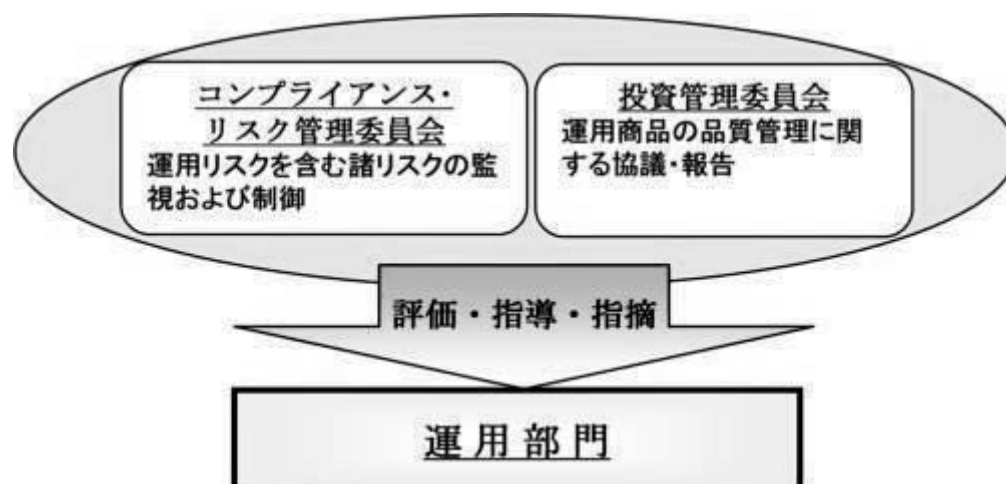 コンプライアンス・
リスク管理委員会
運用リスクを含む諸リスクの監
視および制御
投資管理委員会
運用商品の品質管理に関
する協議・報告
評価・指導・指摘
運用部門